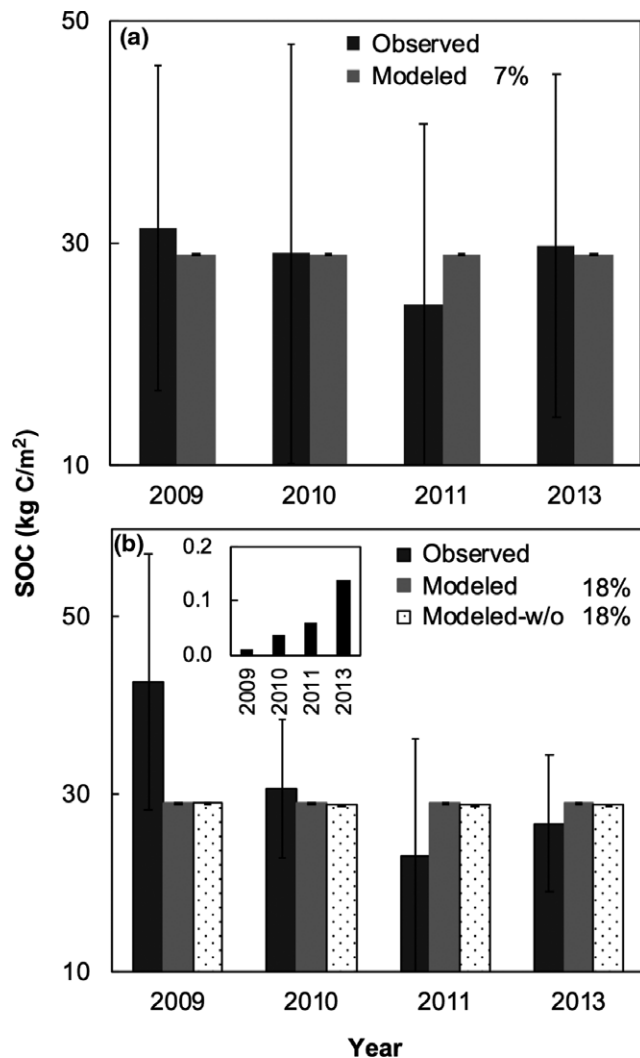 (a)
50
30
10
Observed
Modeled 7%
2009 2010 2011 2013
SOC (kg C/m²)
(b)
50
30
10
0.2
0.1
0.0
2009
2010
2011
2013
Observed
Modeled 18%
Modeled-w/o 18%
2009 2010 2011 2013
Year